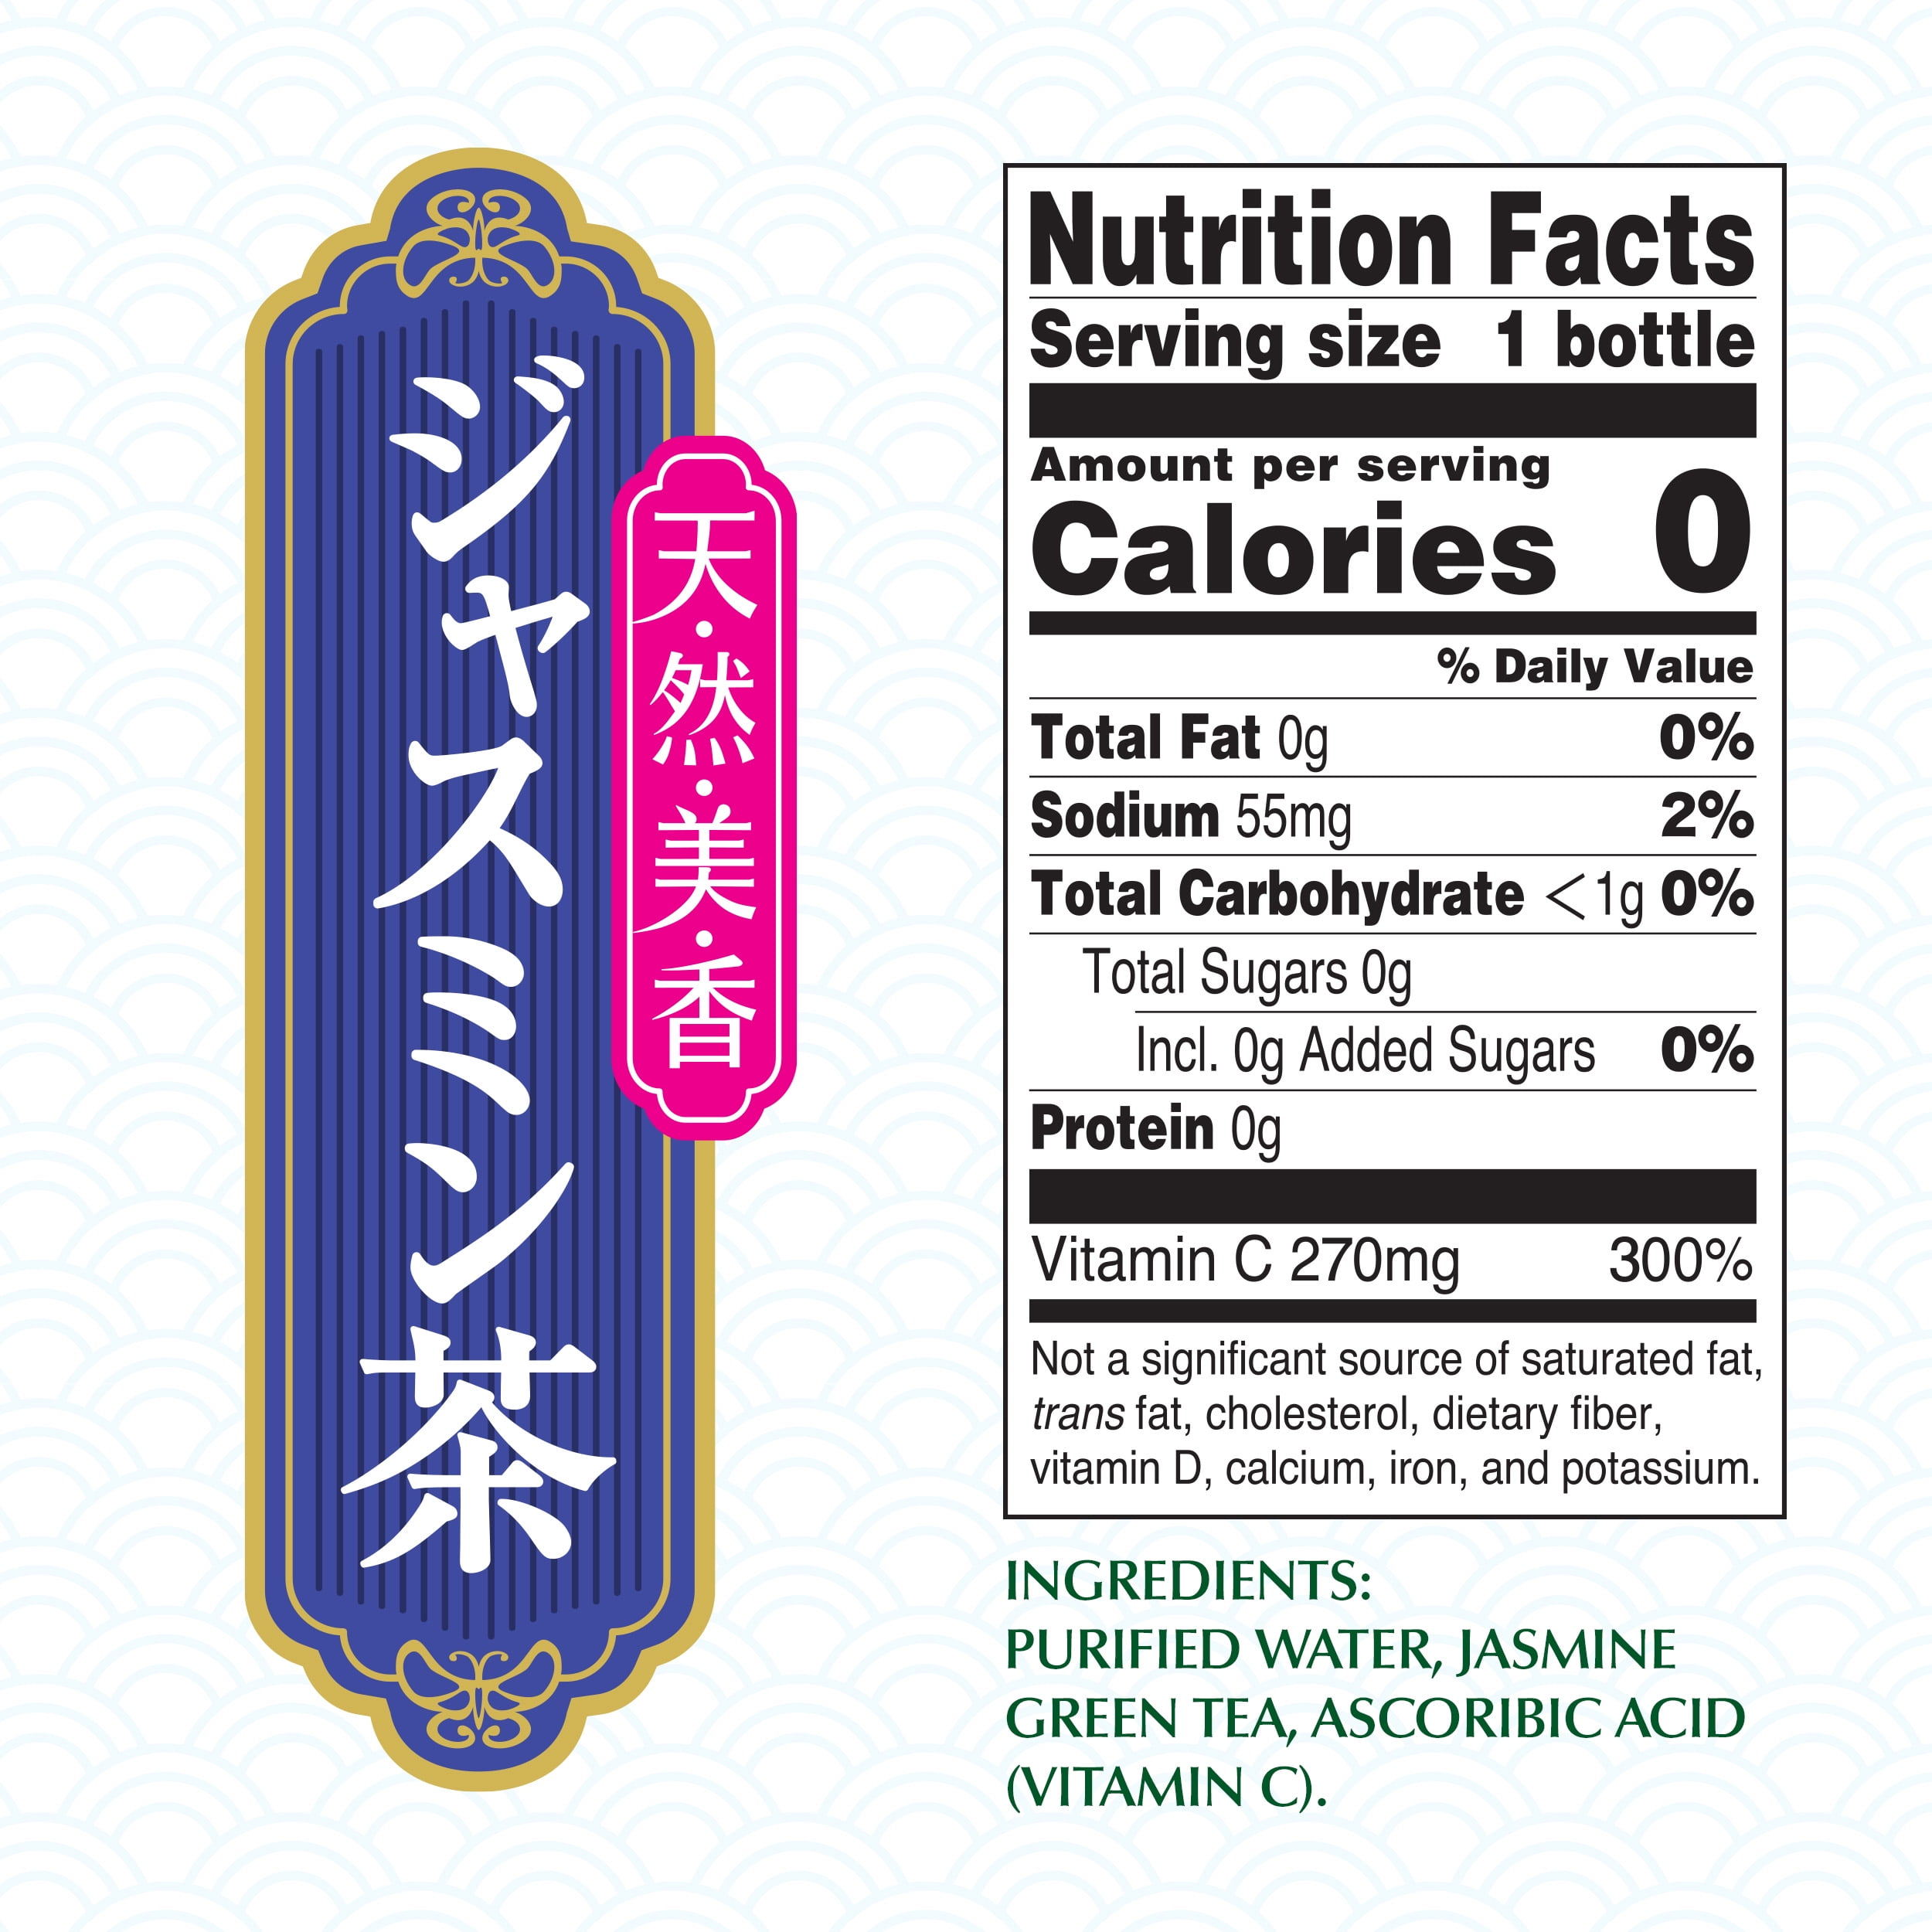 ジャスミン茶
天・然・美・香
Nutrition Facts
Serving size 1 bottle
Amount per serving
Calories 0
% Daily Value
Total Fat 0g 0%
Sodium 55mg 2%
Total Carbohydrate <1g 0%
Total Sugars 0g
Incl. 0g Added Sugars 0%
Protein 0g
Vitamin C 270mg 300%
Not a significant source of saturated fat,
trans fat, cholesterol, dietary fiber,
vitamin D, calcium, iron, and potassium.
INGREDIENTS:
PURIFIED WATER, JASMINE
GREEN TEA, ASCORIBIC ACID
(VITAMIN C).